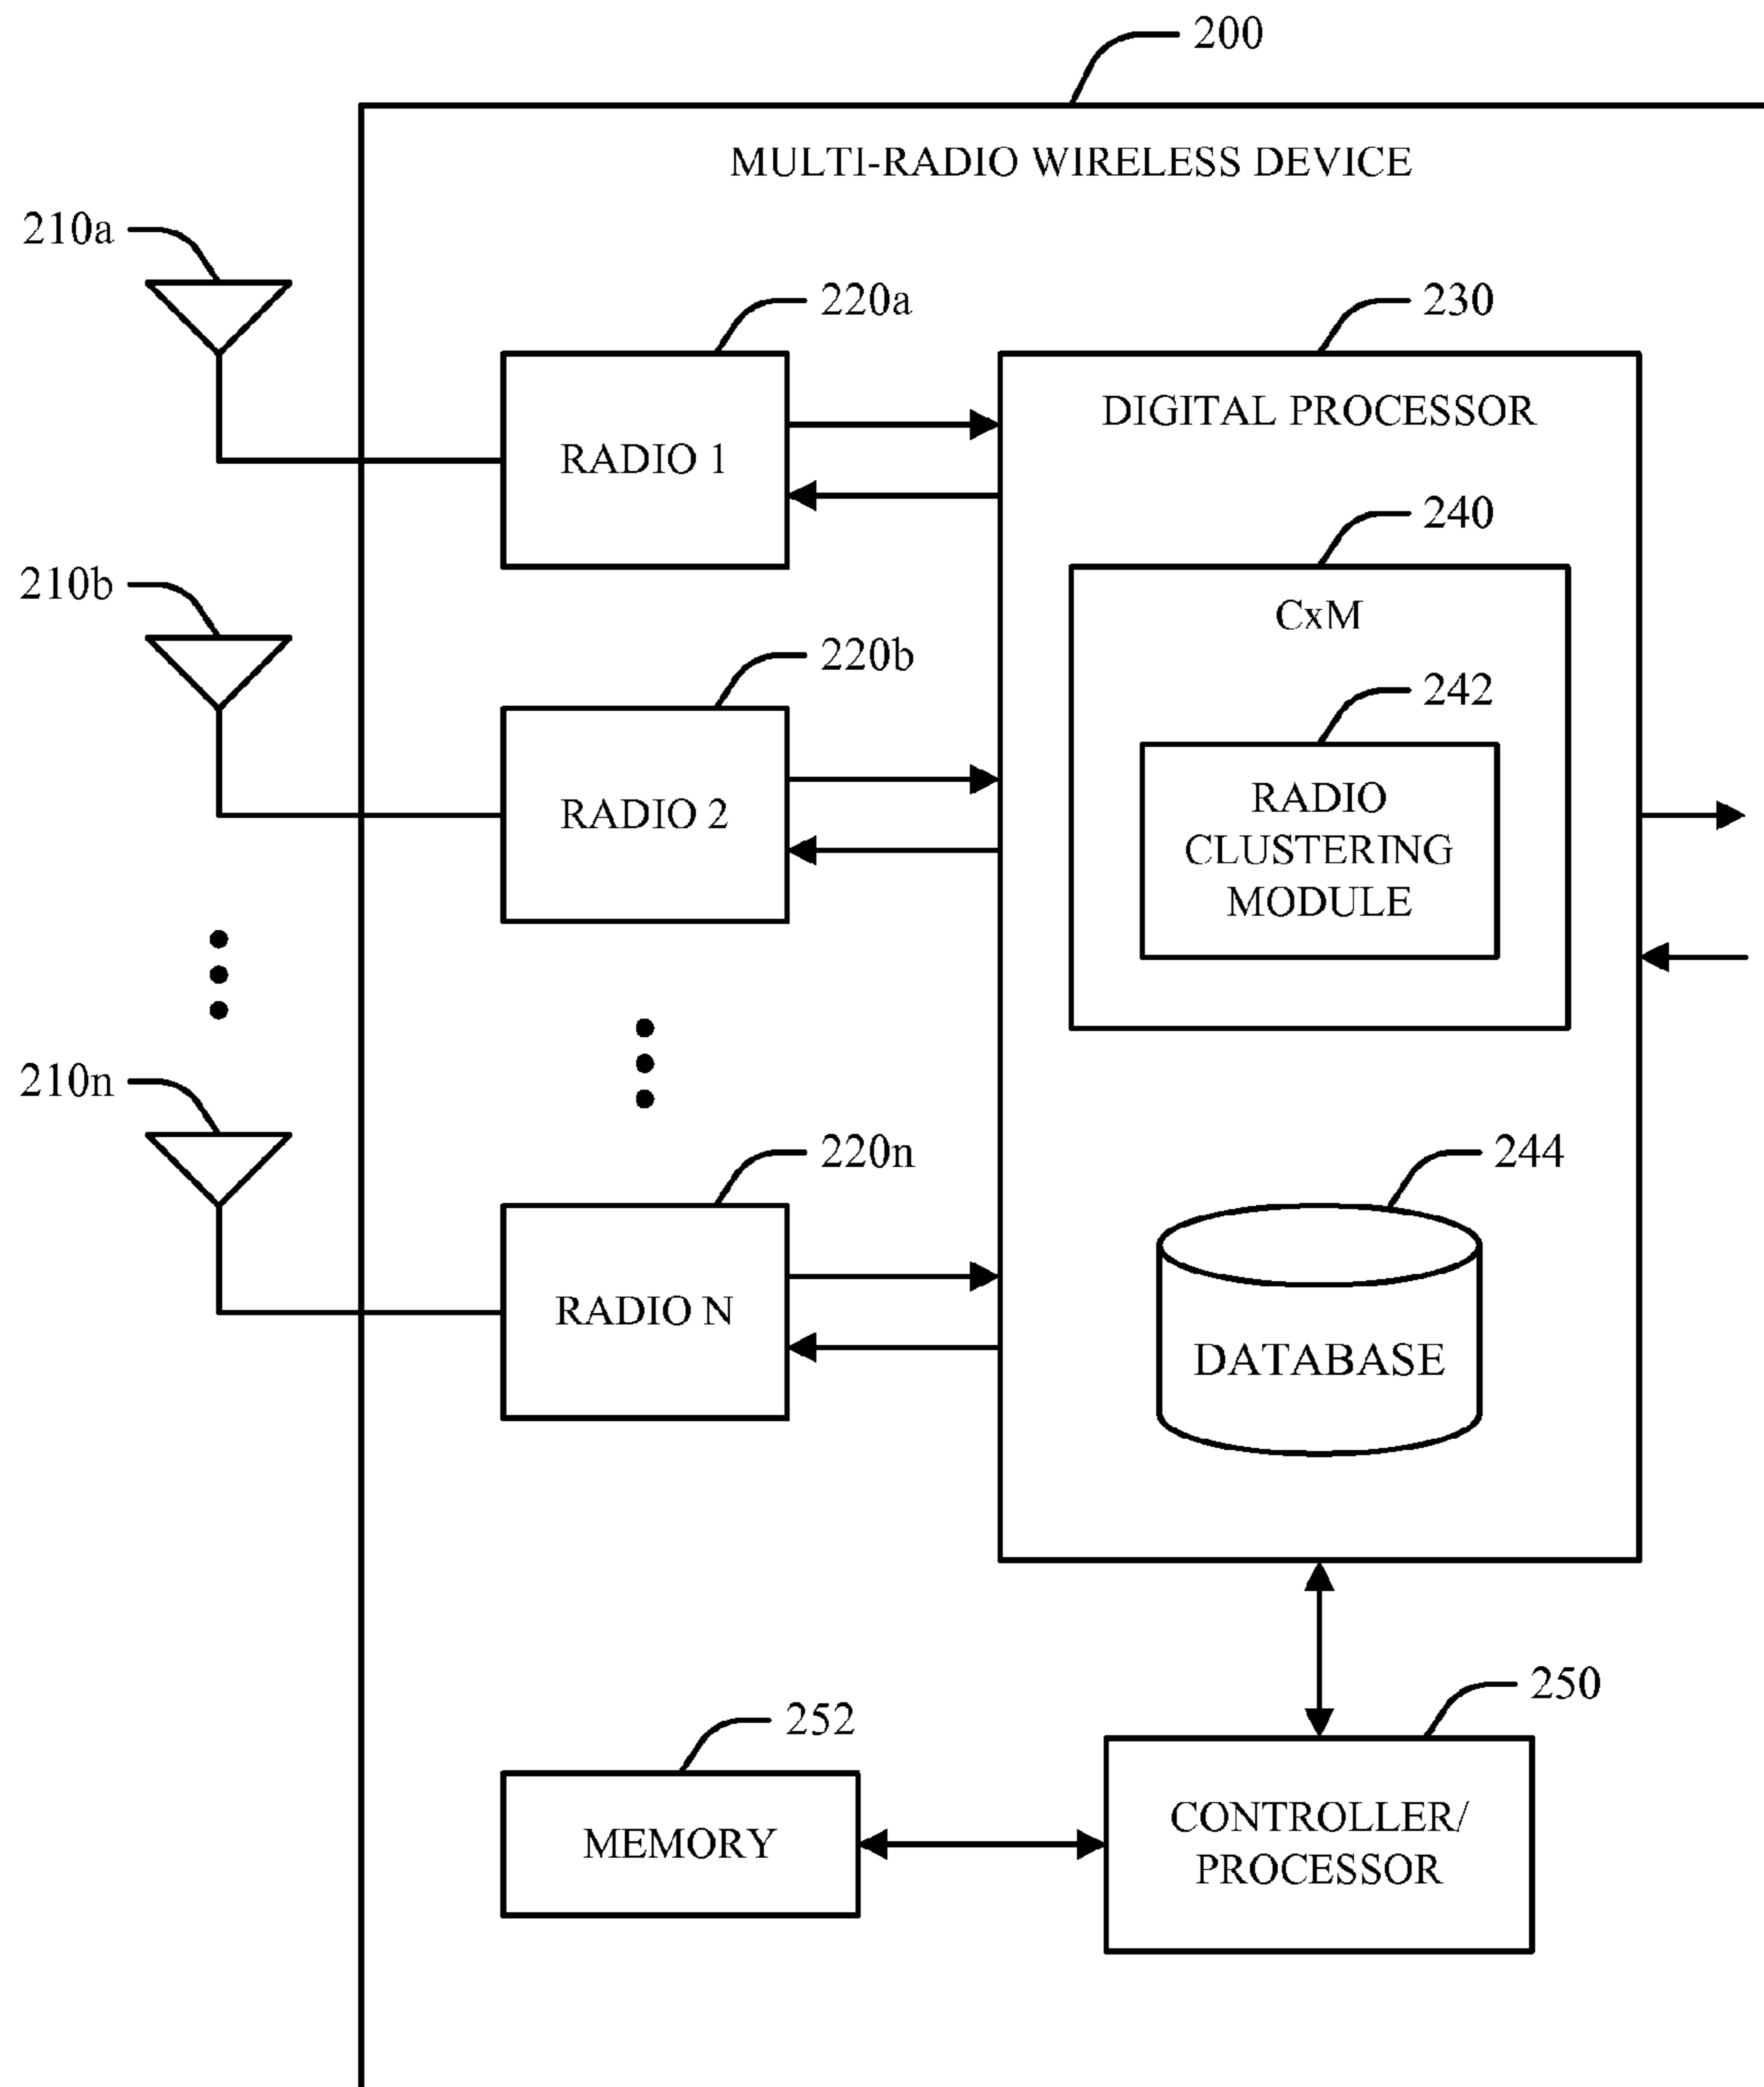 200
MULTI-RADIO WIRELESS DEVICE
210a
220a
230
RADIO 1
DIGITAL PROCESSOR
240
CxM
210b
220b
242
RADIO 2
RADIO
CLUSTERING
MODULE
210n
220n
244
RADIO N
DATABASE
250
252
MEMORY
CONTROLLER/
PROCESSOR